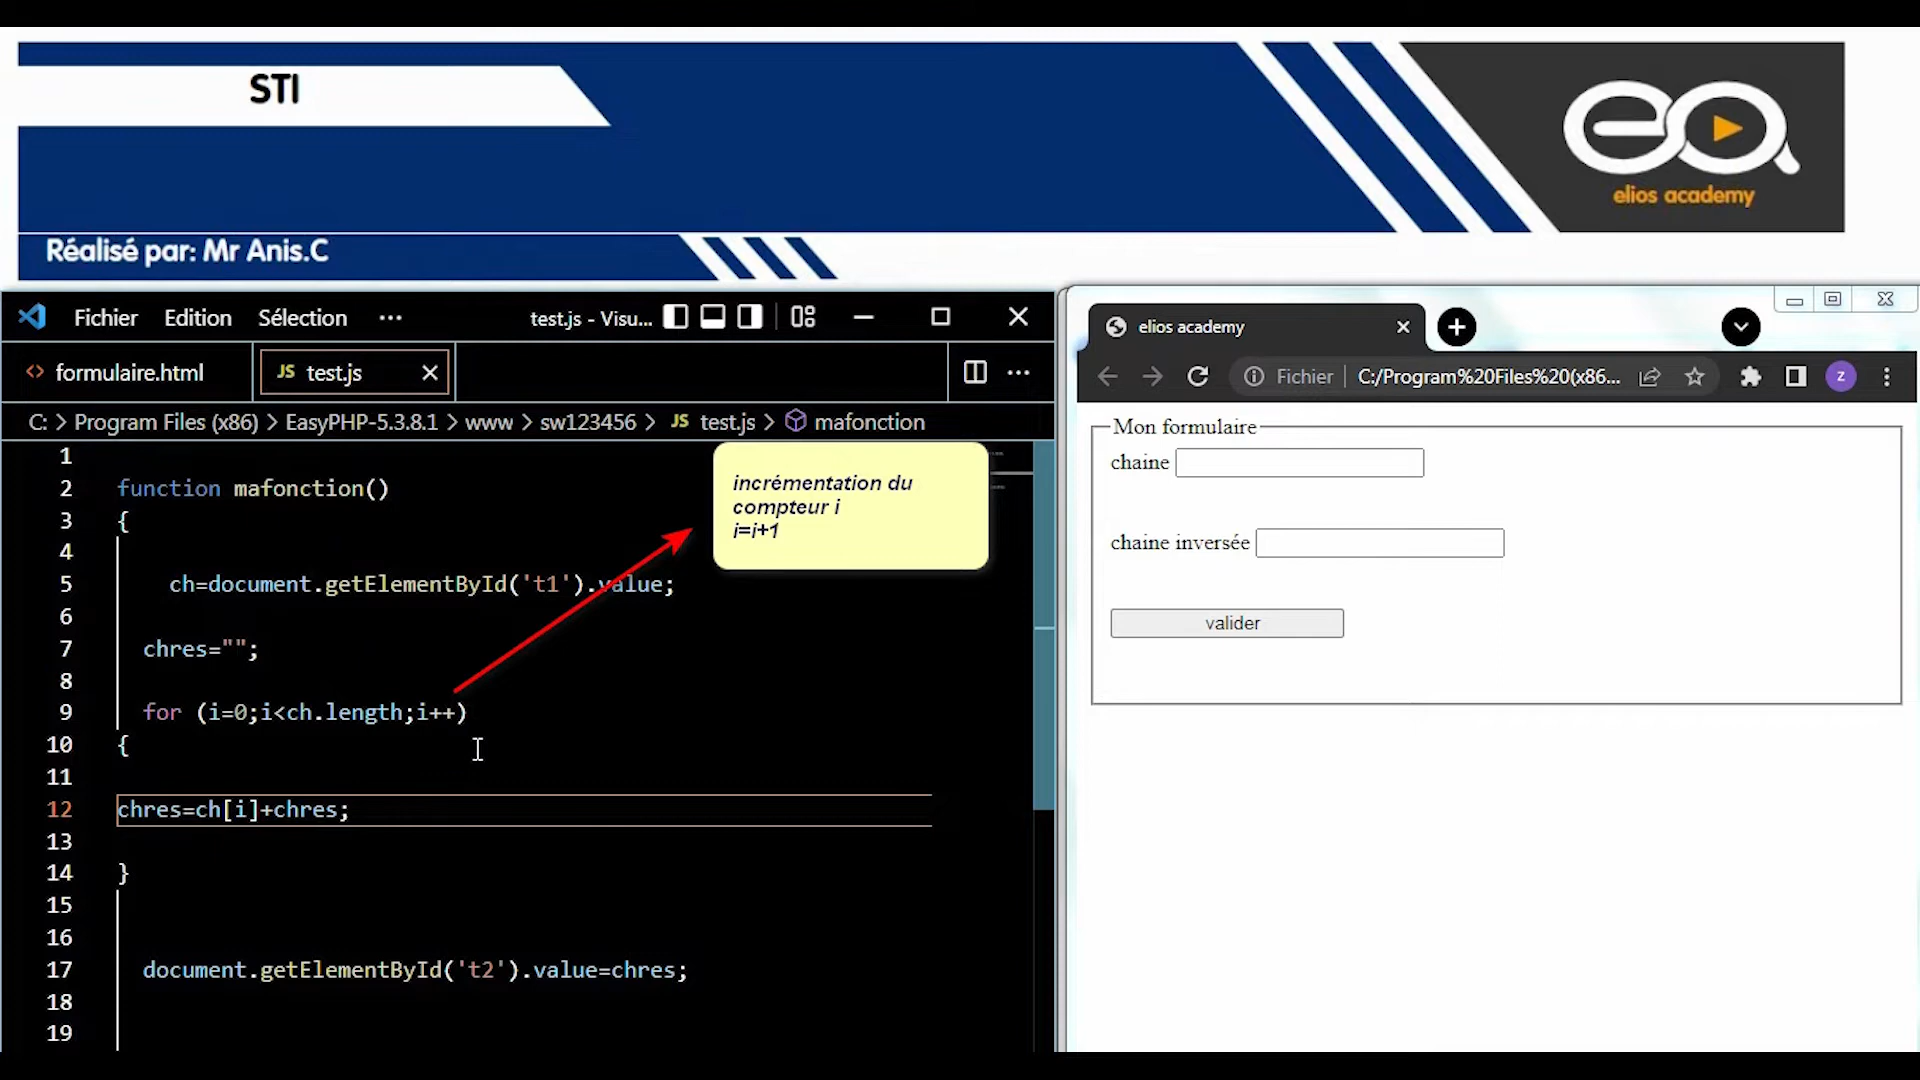 STI
elios academy
Réalisé par: Mr Anis.C
Fichier Edition Sélection ··· test.js - Visu...
formulaire.html JS test.js
C: > Program Files (x86) > EasyPHP-5.3.8.1 > www > sw123456 > JS test.js > mafonction
1
2 function mafonction()
3 {
4
5 ch=document.getElementById('t1').value;
6
7 chres="";
8
9 for (i=0;i<ch.length;i++)
10 {
11
12 chres=ch[i]+chres;
13
14 }
15
16
17 document.getElementById('t2').value=chres;
18
19
incrémentation du
compteur i
i=i+1
elios academy
Fichier C:/Program%20Files%20(x86...
z
Mon formulaire
chaine
chaine inversée
valider